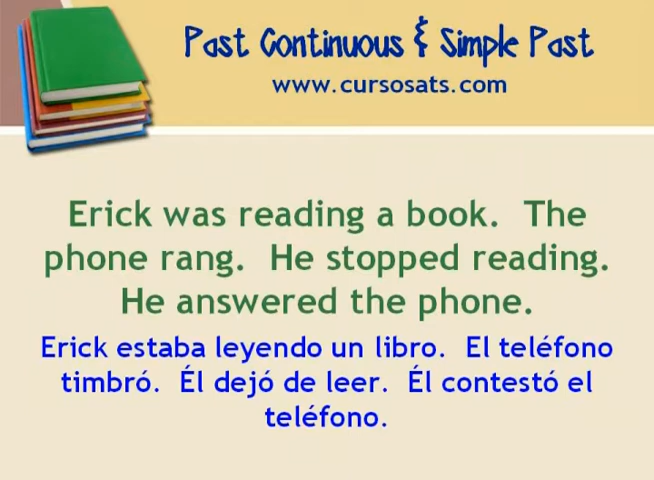 Past Continuous & Simple Past
www.cursosats.com
Erick was reading a book. The
phone rang. He stopped reading.
He answered the phone.
Erick estaba leyendo un libro. El teléfono
timbró. Él dejó de leer. Él contestó el
teléfono.